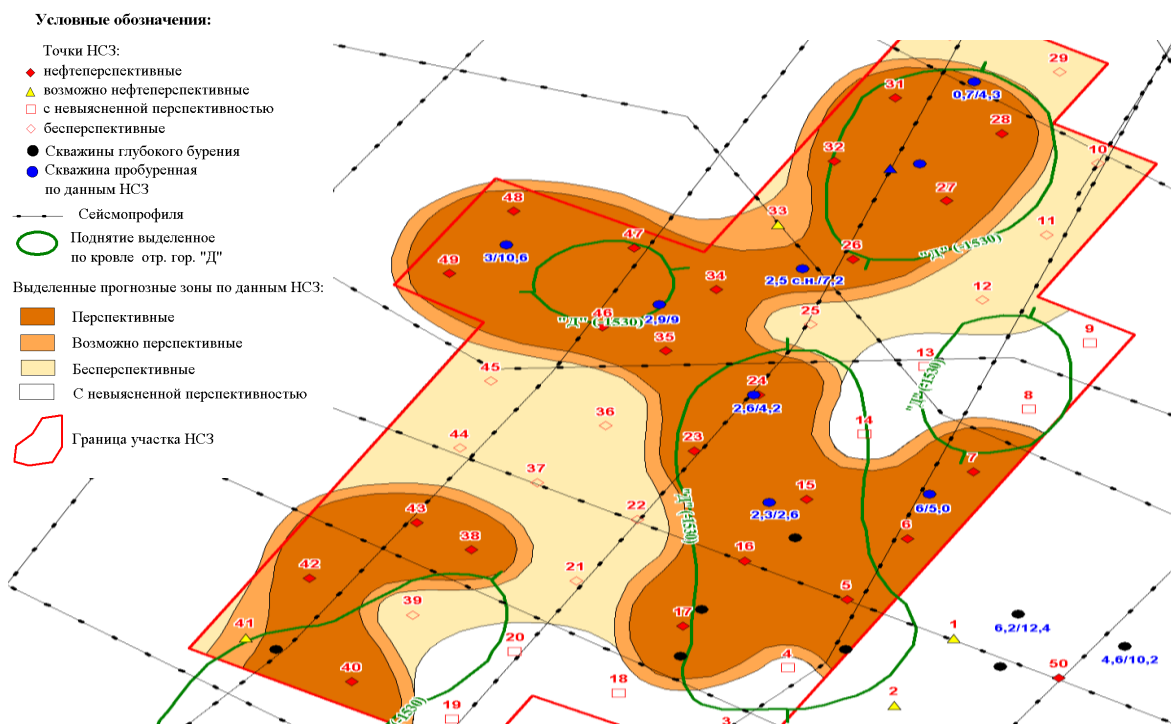 Условные обозначения:
Точки НСЗ:
нефтеперспективные
возможно нефтеперспективные
с невыясненной перспективностью
бесперспективные
Скважины глубокого бурения
Скважина пробуренная
по данным НСЗ
Сейсмопрофиля
Поднятие выделенное
по кровле отр. гор. "Д"
Выделенные прогнозные зоны по данным НСЗ:
Перспективные
Возможно перспективные
Бесперспективные
С невыясненной перспективностью
Граница участка НСЗ
29
31
0,7/4,3
28
32
10
27
48
33
11
47
26
"Д" (-1530)
3/10,6
49
34
2,5 с.н./7,2
12
46
"Д" (-1530)
2,9/9
25
9
35
13
45
24
"Д" (-1530)
8
2,6/4,2
36
14
44
23
37
7
15
22
"Д" (-1530)
2,3/2,6
6/5,0
43
6
38
16
42
21
5
39
17
41
1
6,2/12,4
20
4
4,6/10,2
40
50
18
2
19
(-1530)
3